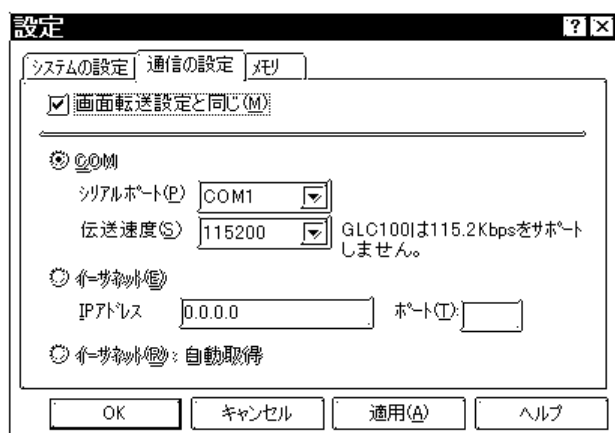 設定
システムの設定 通信の設定 メモリ
画面転送設定と同じ(M)
COM
シリアルポート(P) COM1
伝送速度(S) 115200 GLC100は115.2Kbpsをサポート
しません。
イーサネット(E)
IPアドレス 0.0.0.0 ポート(T):
イーサネット(R): 自動取得
OK キャンセル 適用(A) ヘルプ